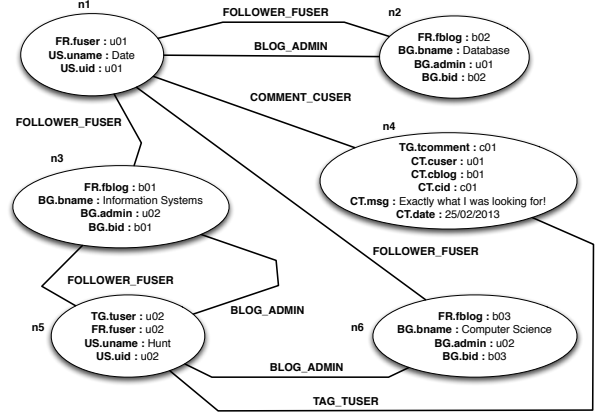 n1
FR.fuser : u01
US.uname : Date
US.uid : u01
FOLLOWER_FUSER
BLOG_ADMIN
n2
FR.fblog : b02
BG.bname : Database
BG.admin : u01
BG.bid : b02
COMMENT_CUSER
FOLLOWER_FUSER
n4
TG.tcomment : c01
CT.cuser : u01
CT.cblog : b01
CT.cid : c01
CT.msg : Exactly what I was looking for!
CT.date : 25/02/2013
n3
FR.fblog : b01
BG.bname : Information Systems
BG.admin : u02
BG.bid : b01
FOLLOWER_FUSER
FOLLOWER_FUSER
BLOG_ADMIN
n5
TG.tuser : u02
FR.fuser : u02
US.uname : Hunt
US.uid : u02
n6
FR.fblog : b03
BG.bname : Computer Science
BG.admin : u02
BG.bid : b03
BLOG_ADMIN
TAG_TUSER